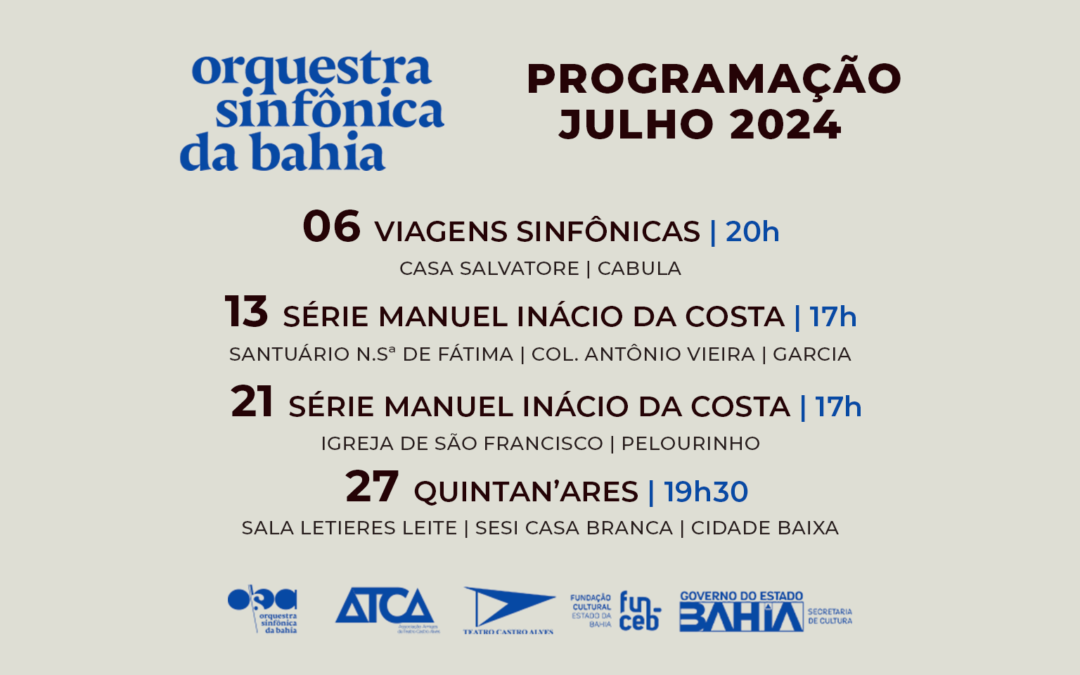 orquestra
sinfônica
da bahia
PROGRAMAÇÃO
JULHO 2024
06 VIAGENS SINFÔNICAS | 20h
CASA SALVATORE | CABULA
13 SÉRIE MANUEL INÁCIO DA COSTA | 17h
SANTUÁRIO N.Sª DE FÁTIMA | COL. ANTÔNIO VIEIRA | GARCIA
21 SÉRIE MANUEL INÁCIO DA COSTA | 17h
IGREJA DE SÃO FRANCISCO | PELOURINHO
27 QUINTAN’ARES | 19h30
SALA LETIERES LEITE | SESI CASA BRANCA | CIDADE BAIXA
orquestra
sinfônica
da bahia
ATCA
TEATRO CASTRO ALVES
FUNDAÇÃO
CULTURAL
ESTADO DA
BAHIA
fun
ceb
GOVERNO DO ESTADO
BAHIA
SECRETARIA
DE CULTURA